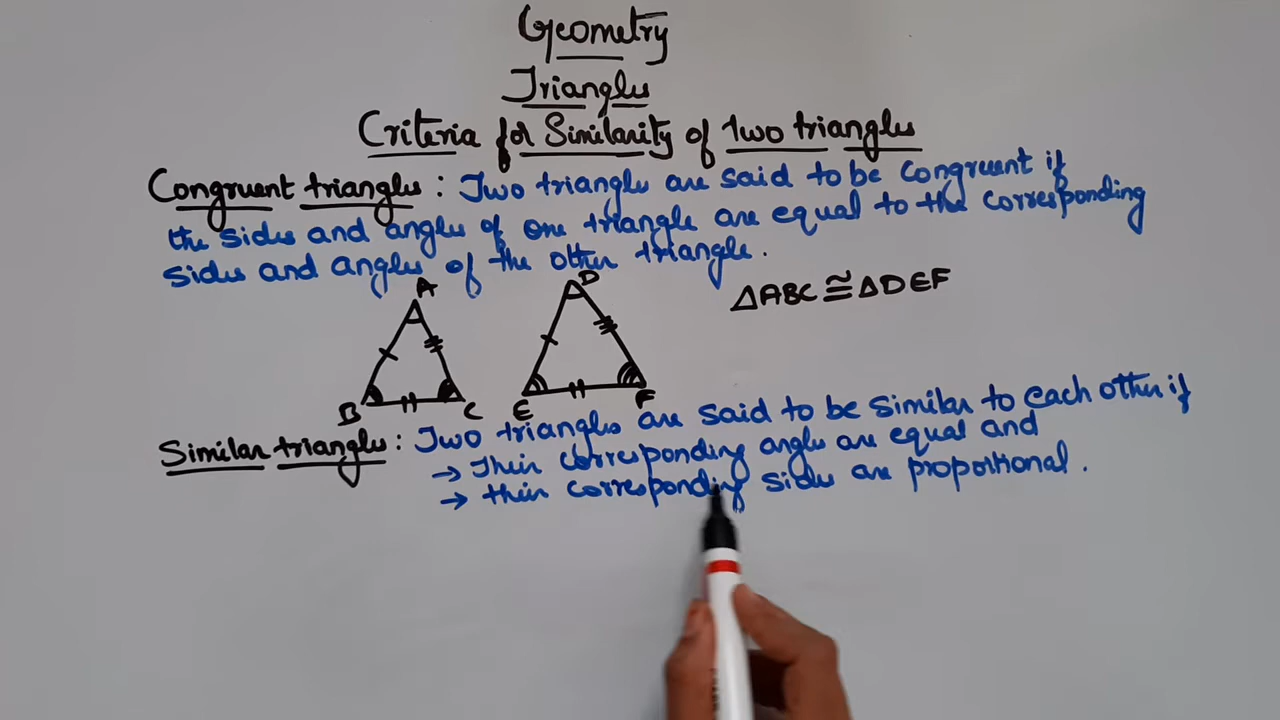 Geometry
Triangles
Criteria for Similarity of Two triangles
Congruent triangles : Two triangles are said to be congruent if
the sides and angles of one triangle are equal to the corresponding
sides and angles of the other triangle.
A D
△ABC ≅ △DEF
B C E F
Similar triangles : Two triangles are said to be similar to each other if
→ Their corresponding angles are equal and
→ their corresponding sides are proportional.